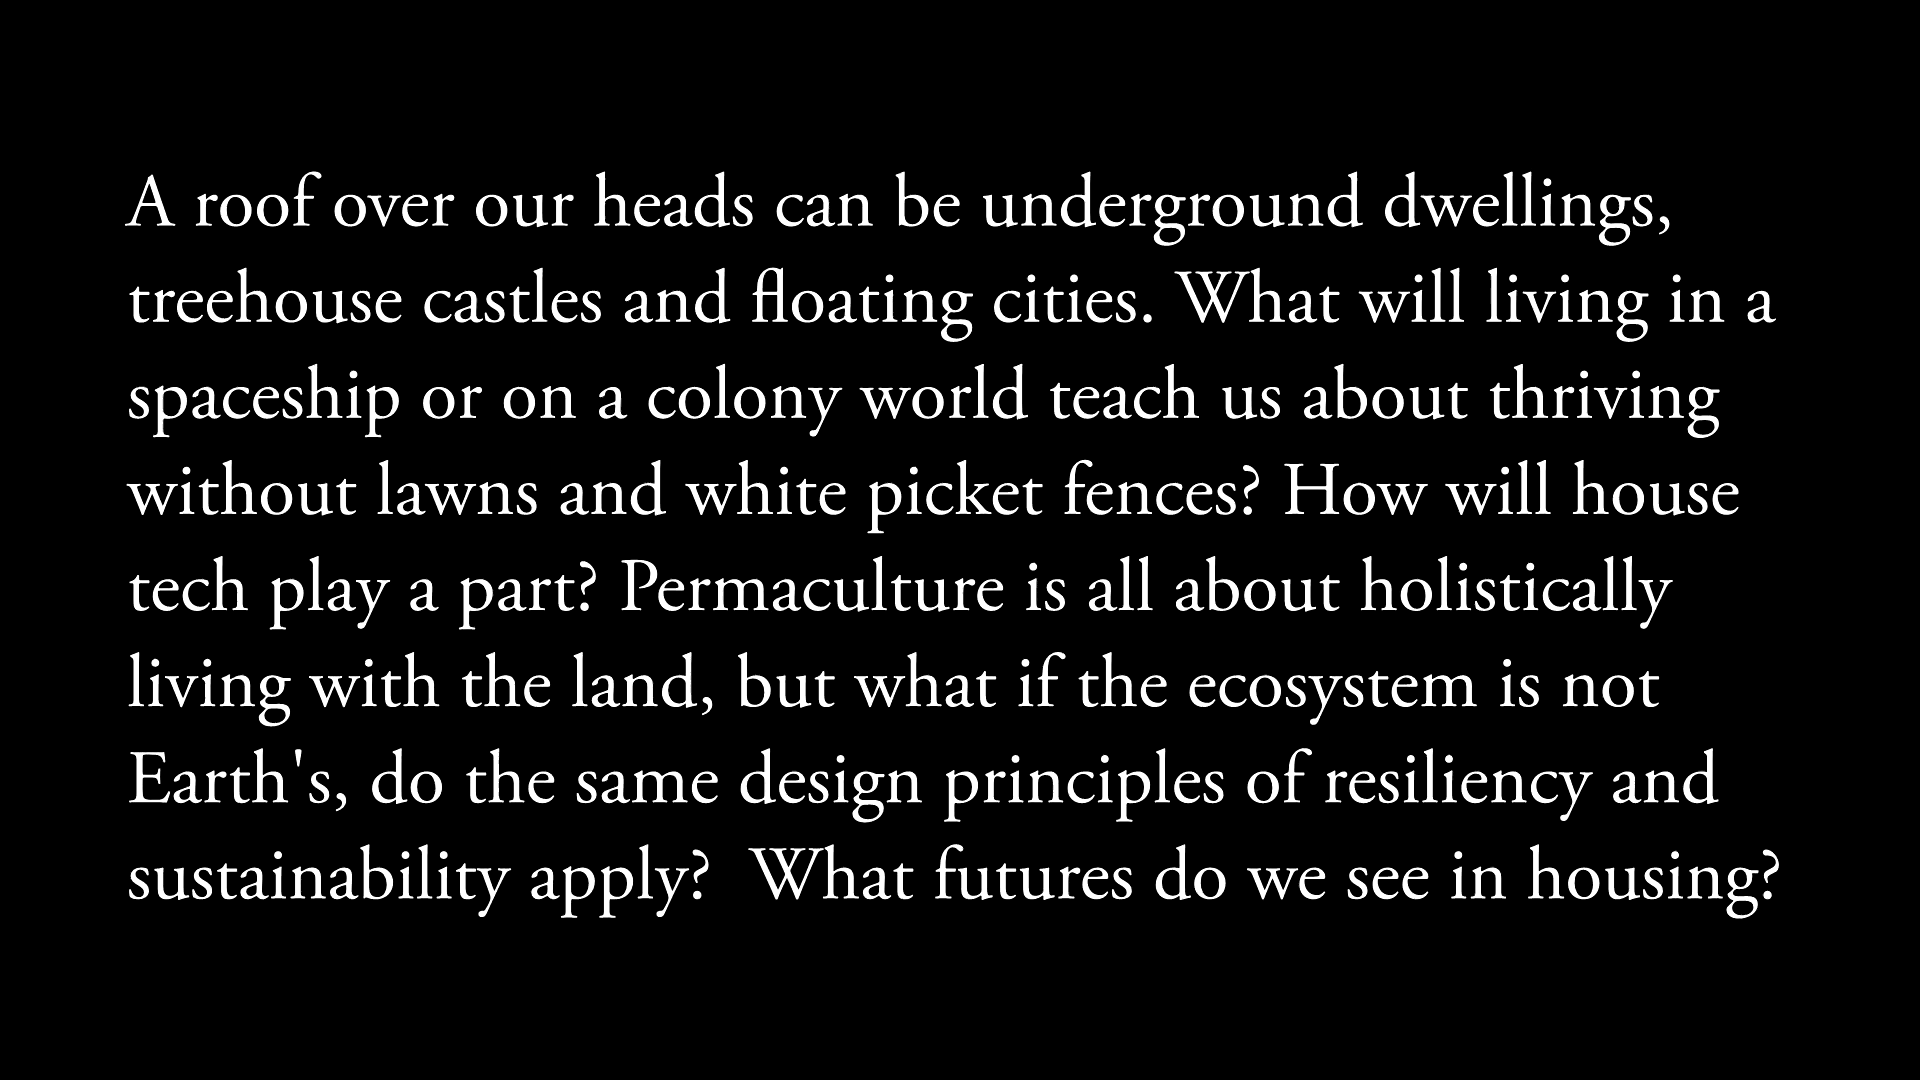 A roof over our heads can be underground dwellings,
treehouse castles and floating cities. What will living in a
spaceship or on a colony world teach us about thriving
without lawns and white picket fences? How will house
tech play a part? Permaculture is all about holistically
living with the land, but what if the ecosystem is not
Earth's, do the same design principles of resiliency and
sustainability apply?  What futures do we see in housing?